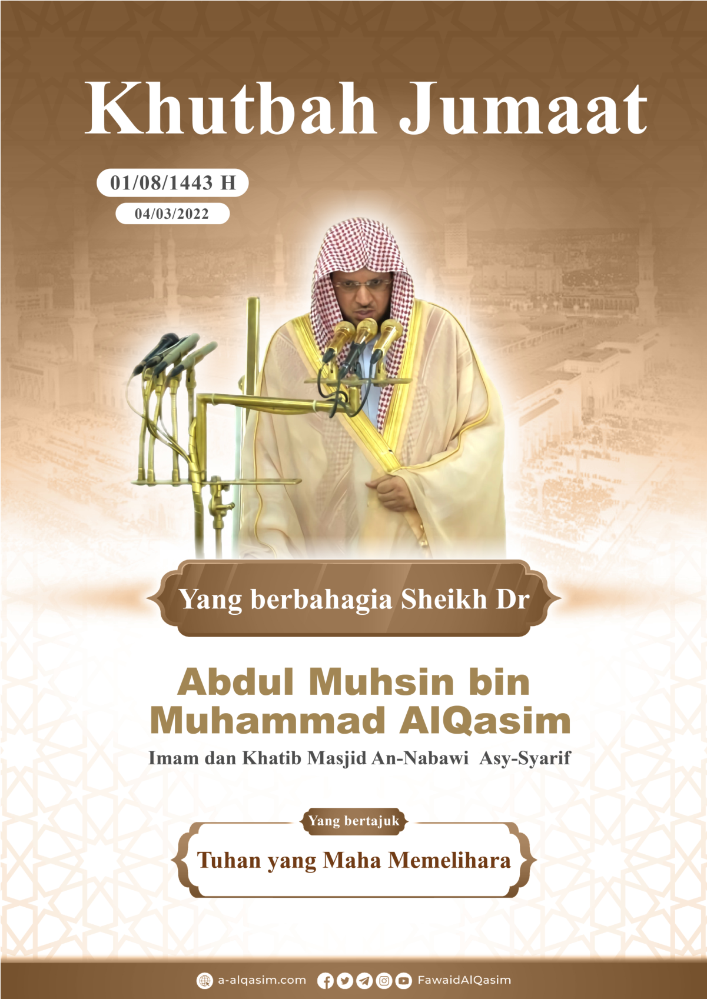 Khutbah Jumaat
01/08/1443 H
04/03/2022
Yang berbahagia Sheikh Dr
Abdul Muhsin bin
Muhammad AlQasim
Imam dan Khatib Masjid An-Nabawi Asy-Syarif
Yang bertajuk
Tuhan yang Maha Memelihara
a-alqasim.com FawaidAlQasim